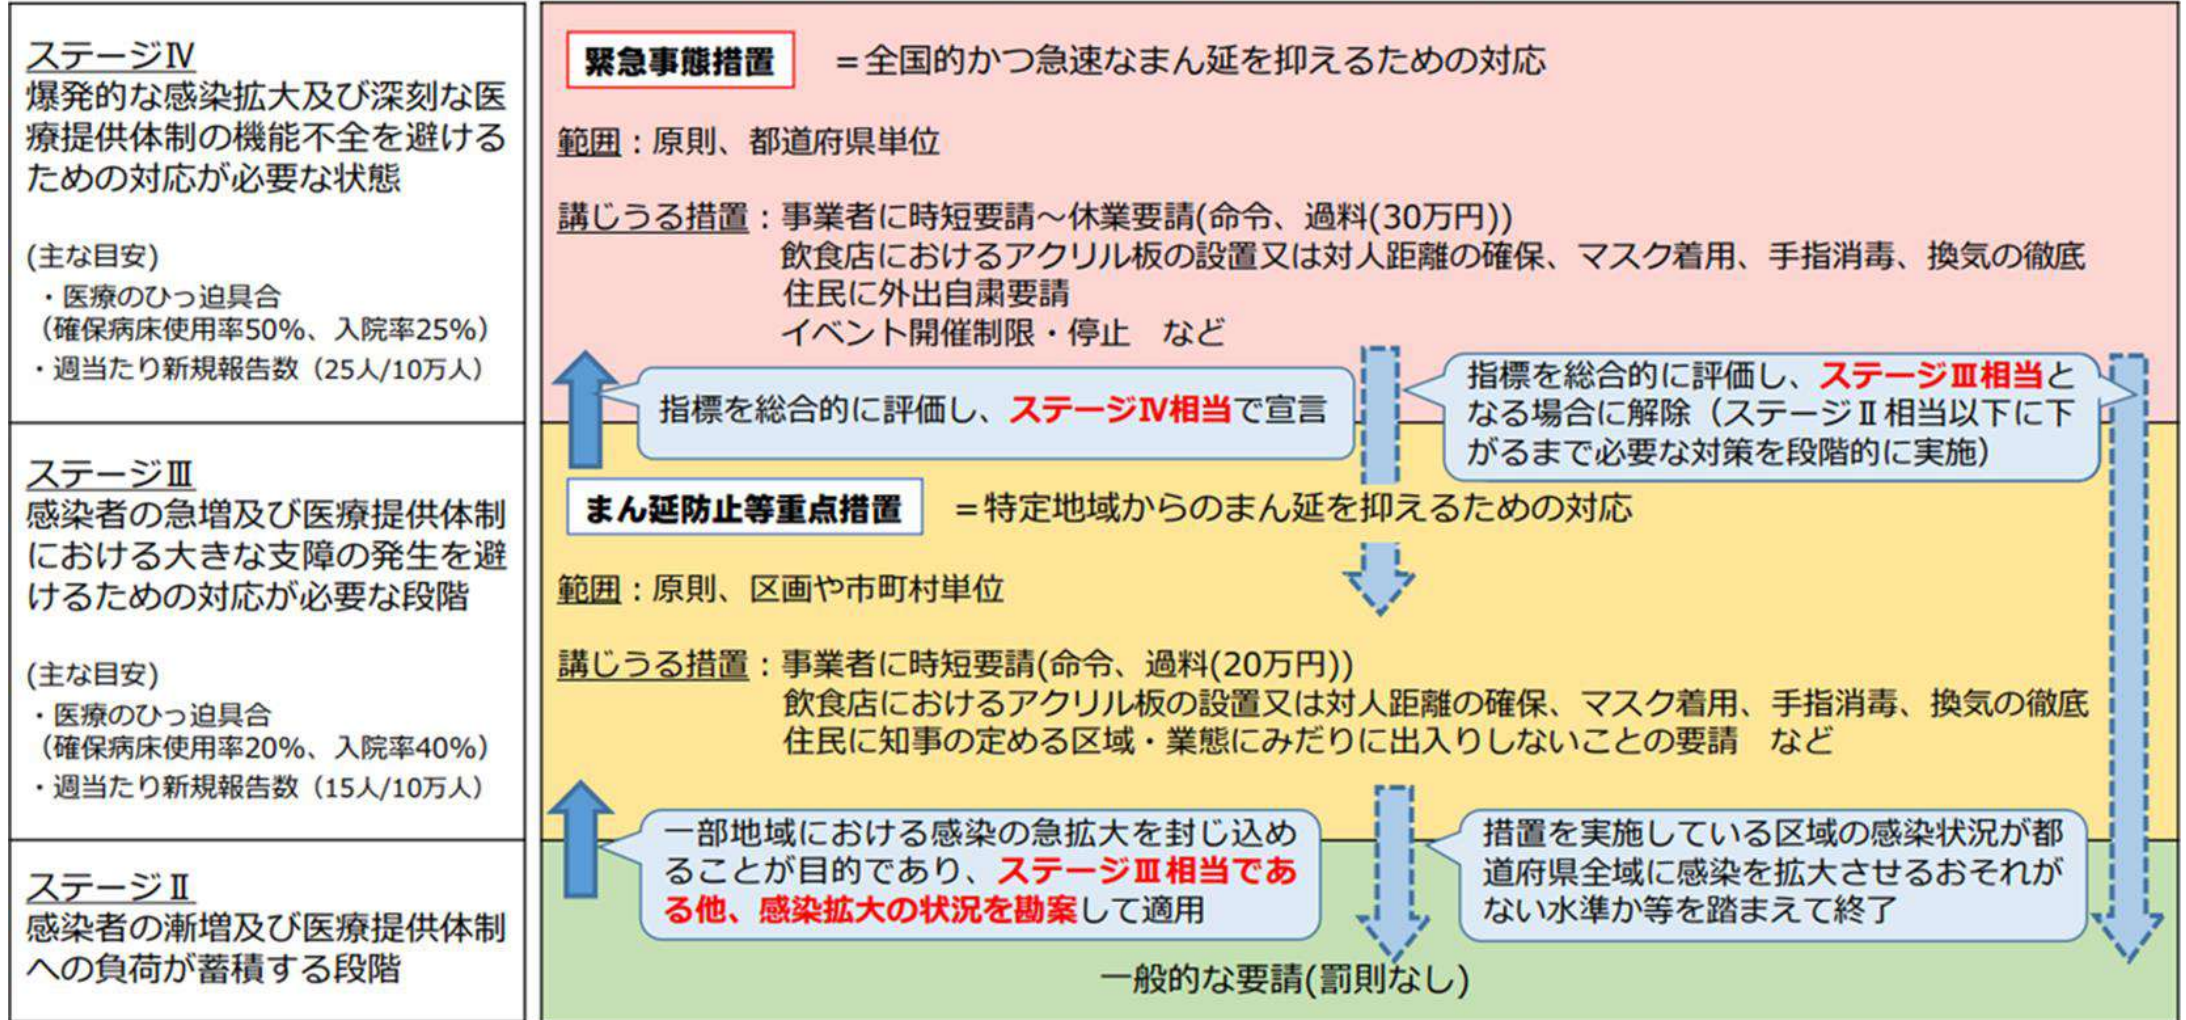 ステージⅣ
爆発的な感染拡大及び深刻な医
療提供体制の機能不全を避ける
ための対応が必要な状態
(主な目安)
・医療のひっ迫具合
（確保病床使用率50%、入院率25%）
・週当たり新規報告数（25人/10万人）
緊急事態措置 ＝全国的かつ急速なまん延を抑えるための対応
範囲：原則、都道府県単位
講じうる措置：事業者に時短要請～休業要請(命令、過料(30万円))
飲食店におけるアクリル板の設置又は対人距離の確保、マスク着用、手指消毒、換気の徹底
住民に外出自粛要請
イベント開催制限・停止　など
指標を総合的に評価し、ステージⅣ相当で宣言
指標を総合的に評価し、ステージⅢ相当と
なる場合に解除（ステージⅡ相当以下に下
がるまで必要な対策を段階的に実施）
ステージⅢ
感染者の急増及び医療提供体制
における大きな支障の発生を避
けるための対応が必要な段階
(主な目安)
・医療のひっ迫具合
（確保病床使用率20%、入院率40%）
・週当たり新規報告数（15人/10万人）
まん延防止等重点措置 ＝特定地域からのまん延を抑えるための対応
範囲：原則、区画や市町村単位
講じうる措置：事業者に時短要請(命令、過料(20万円))
飲食店におけるアクリル板の設置又は対人距離の確保、マスク着用、手指消毒、換気の徹底
住民に知事の定める区域・業態にみだりに出入りしないことの要請　など
一部地域における感染の急拡大を封じ込め
ることが目的であり、ステージⅢ相当であ
る他、感染拡大の状況を勘案して適用
措置を実施している区域の感染状況が都
道府県全域に感染を拡大させるおそれが
ない水準か等を踏まえて終了
ステージⅡ
感染者の漸増及び医療提供体制
への負荷が蓄積する段階
一般的な要請(罰則なし)